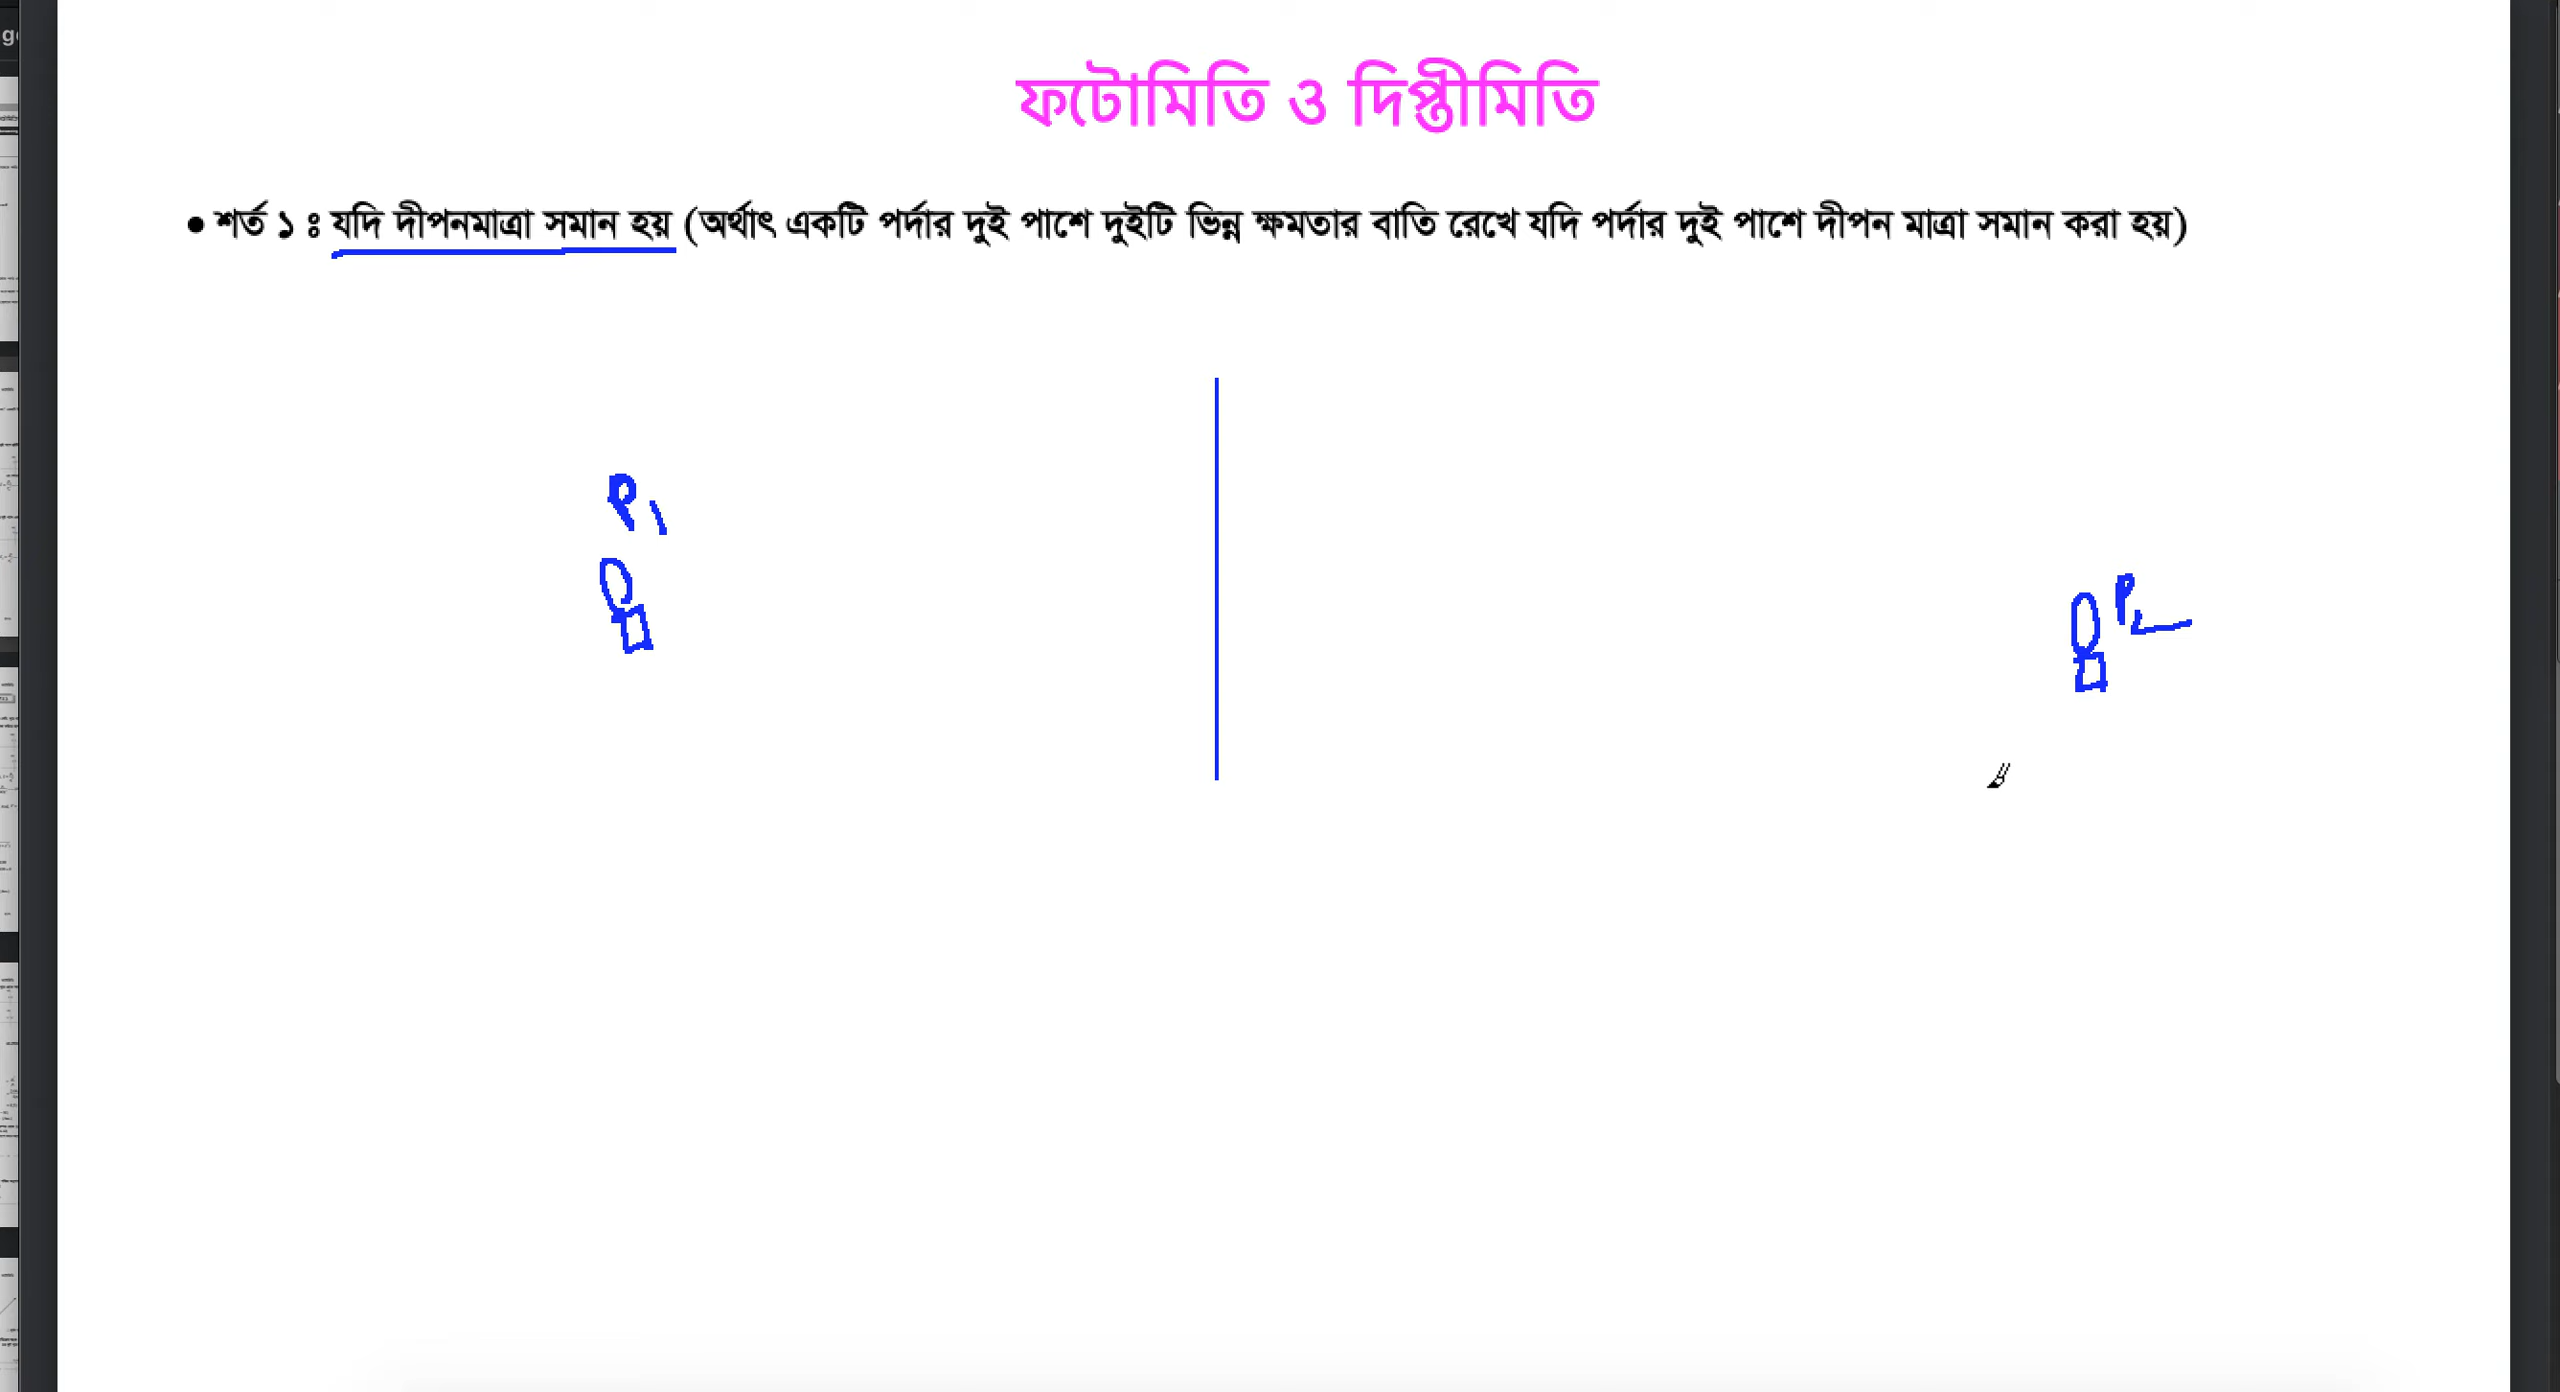 ফটোমিতি ও দিপ্তীমিতি
● শর্ত ১ ঃ যদি দীপনমাত্রা সমান হয় (অর্থাৎ একটি পর্দার দুই পাশে দুইটি ভিন্ন ক্ষমতার বাতি রেখে যদি পর্দার দুই পাশে দীপন মাত্রা সমান করা হয়)
P₁
P₂